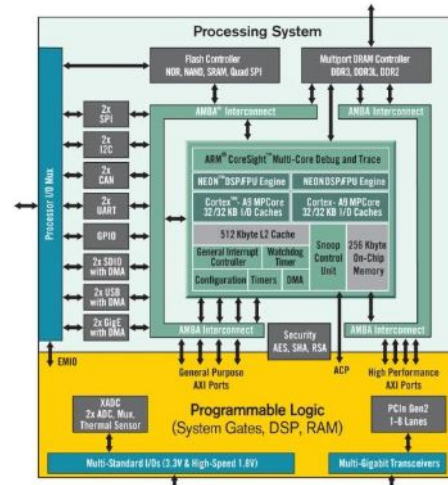 Processing System
Flash Controller
NOR, NAND, SRAM, Quad SPI
Multiport DRAM Controller
DDR3, DDR3L, DDR2
Processor I/O Mux
2x
SPI
2x
I2C
2x
CAN
2x
UART
GPIO
2x SDIO
with DMA
2x USB
with DMA
2x GigE
with DMA
AMBA® Interconnect
AMBA Interconnect
ARM® CoreSight™ Multi-Core Debug and Trace
NEON™ DSP/FPU Engine
NEON DSP/FPU Engine
Cortex™- A9 MPCore
32/32 KB I/D Caches
Cortex- A9 MPCore
32/32 KB I/D Caches
512 Kbyte L2 Cache
General Interrupt
Controller
Watchdog
Timer
Configuration
Timers
DMA
Snoop
Control
Unit
256 Kbyte
On-Chip
Memory
AMBA Interconnect
AMBA Interconnect
Security
AES, SHA, RSA
EMIO
General Purpose
AXI Ports
ACP
High Performance
AXI Ports
XADC
2x ADC, Mux,
Thermal Sensor
Programmable Logic
(System Gates, DSP, RAM)
PCIe Gen2
1-8 Lanes
Multi-Standard I/Os (3.3V & High-Speed 1.8V)
Multi-Gigabit Transceivers